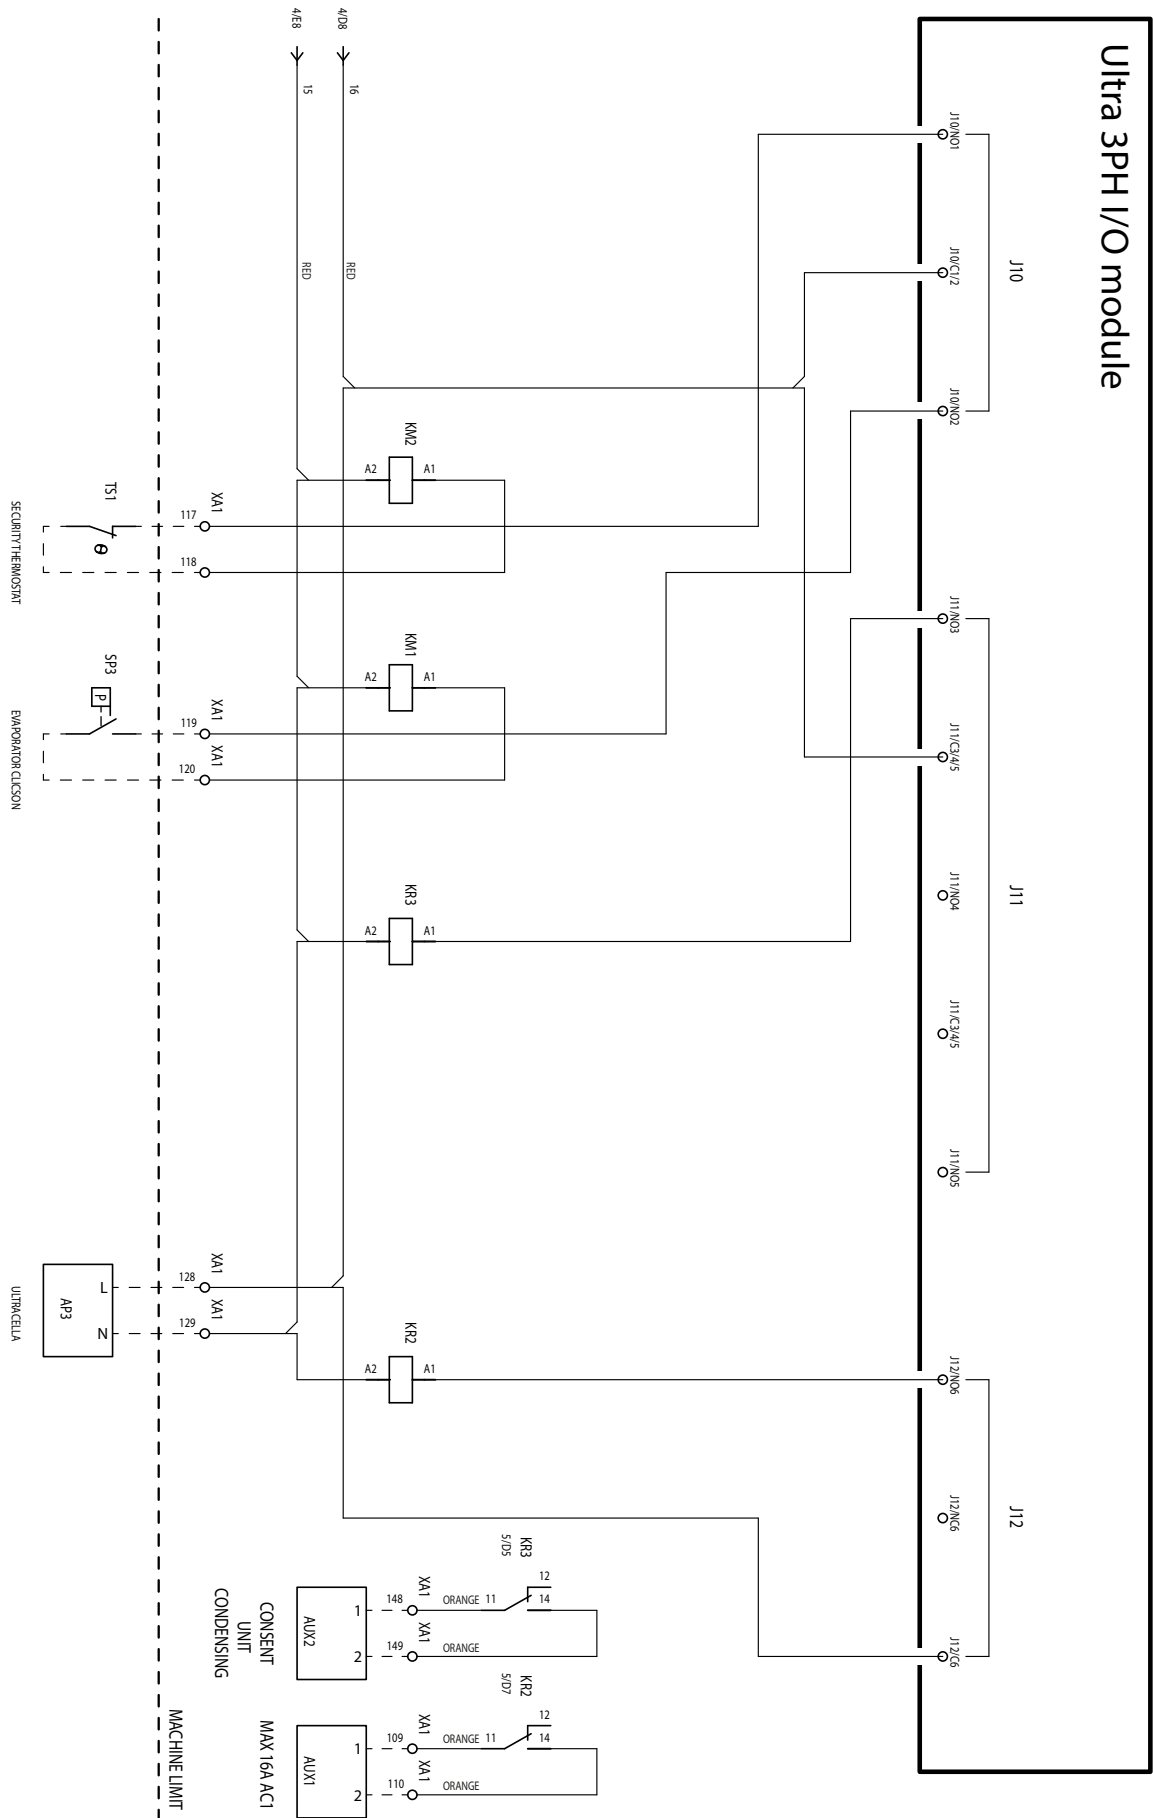 Ultra 3PH I/O module
J10
J11
J12
J10/NO1
J10/C1/2
J10/NO2
J11/NO3
J11/C3/4/5
J11/NO4
J11/C3/4/5
J11/NO5
J12/NO6
J12/NC6
J12/C6
4/D8
16
RED
4/E8
15
RED
KM2
A2
A1
KM1
A2
A1
KR3
A2
A1
KR2
A2
A1
KR3
5/D5
12
11
14
ORANGE
ORANGE
XA1
148
XA1
149
1
2
AUX2
CONSENT
UNIT
CONDENSING
KR2
5/D7
12
11
14
ORANGE
ORANGE
XA1
109
XA1
110
1
2
AUX1
MAX 16A AC1
XA1
117
118
XA1
119
XA1
120
XA1
128
XA1
129
MACHINE LIMIT
TS1
θ
SECURITY THERMOSTAT
SP3
P
EVAPORATOR CLICSON
L
N
AP3
ULTRACELLA